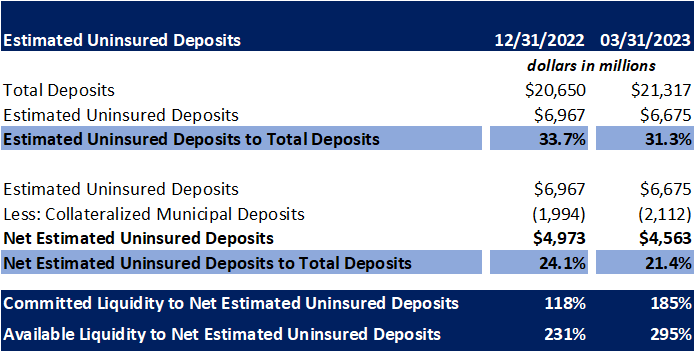 Estimated Uninsured Deposits 12/31/2022 03/31/2023
dollars in millions
Total Deposits $20,650 $21,317
Estimated Uninsured Deposits $6,967 $6,675
Estimated Uninsured Deposits to Total Deposits 33.7% 31.3%
Estimated Uninsured Deposits $6,967 $6,675
Less: Collateralized Municipal Deposits (1,994) (2,112)
Net Estimated Uninsured Deposits $4,973 $4,563
Net Estimated Uninsured Deposits to Total Deposits 24.1% 21.4%
Committed Liquidity to Net Estimated Uninsured Deposits 118% 185%
Available Liquidity to Net Estimated Uninsured Deposits 231% 295%